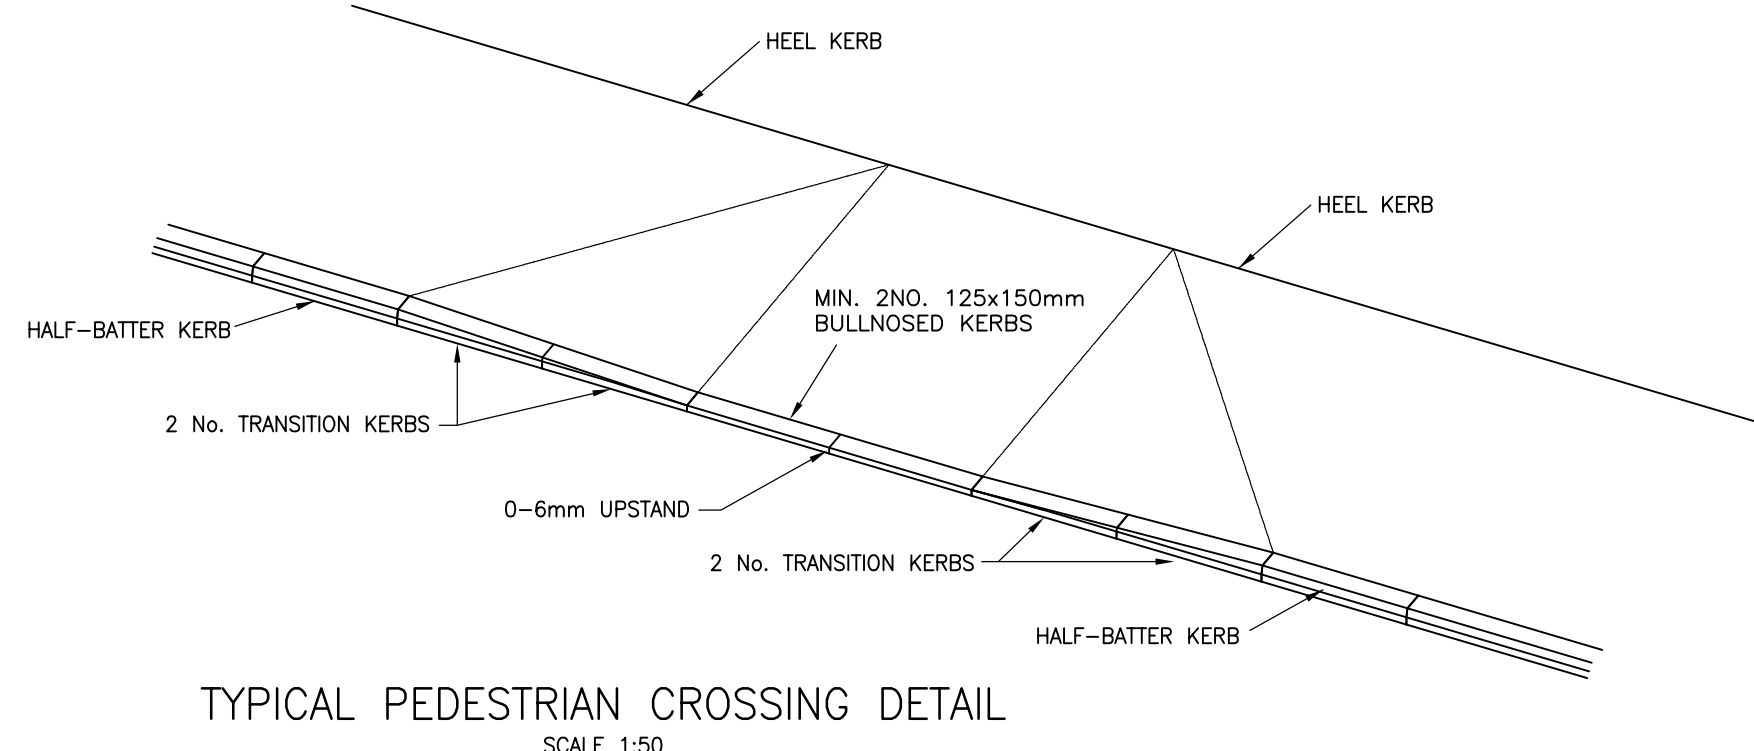 HEEL KERB
HEEL KERB
MIN. 2NO. 125x150mm
BULLNOSED KERBS
HALF-BATTER KERB
2 No. TRANSITION KERBS
0-6mm UPSTAND
2 No. TRANSITION KERBS
HALF-BATTER KERB
TYPICAL PEDESTRIAN CROSSING DETAIL
SCALE 1:50